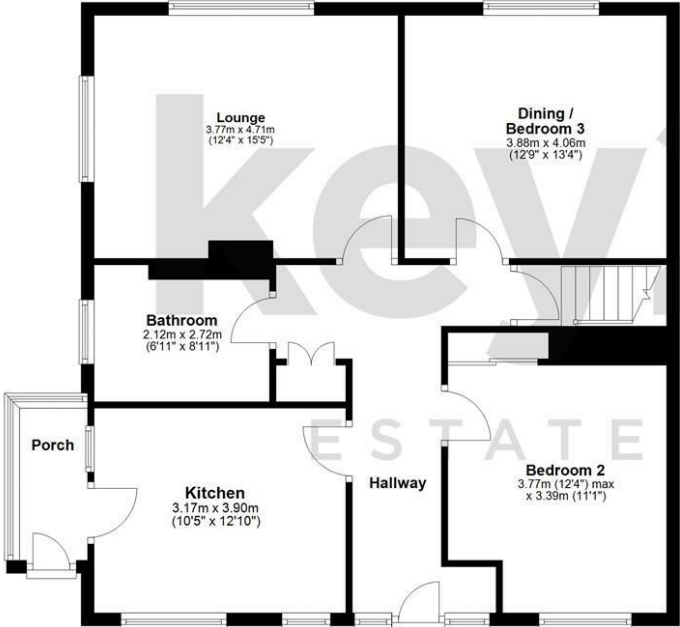 Lounge
3.77m x 4.71m
(12'4" x 15'5")
Dining /
Bedroom 3
3.88m x 4.06m
(12'9" x 13'4")
Bathroom
2.12m x 2.72m
(6'11" x 8'11")
Porch
Kitchen
3.17m x 3.90m
(10'5" x 12'10")
Hallway
Bedroom 2
3.77m (12'4") max
x 3.39m (11'1")
key
ESTATE